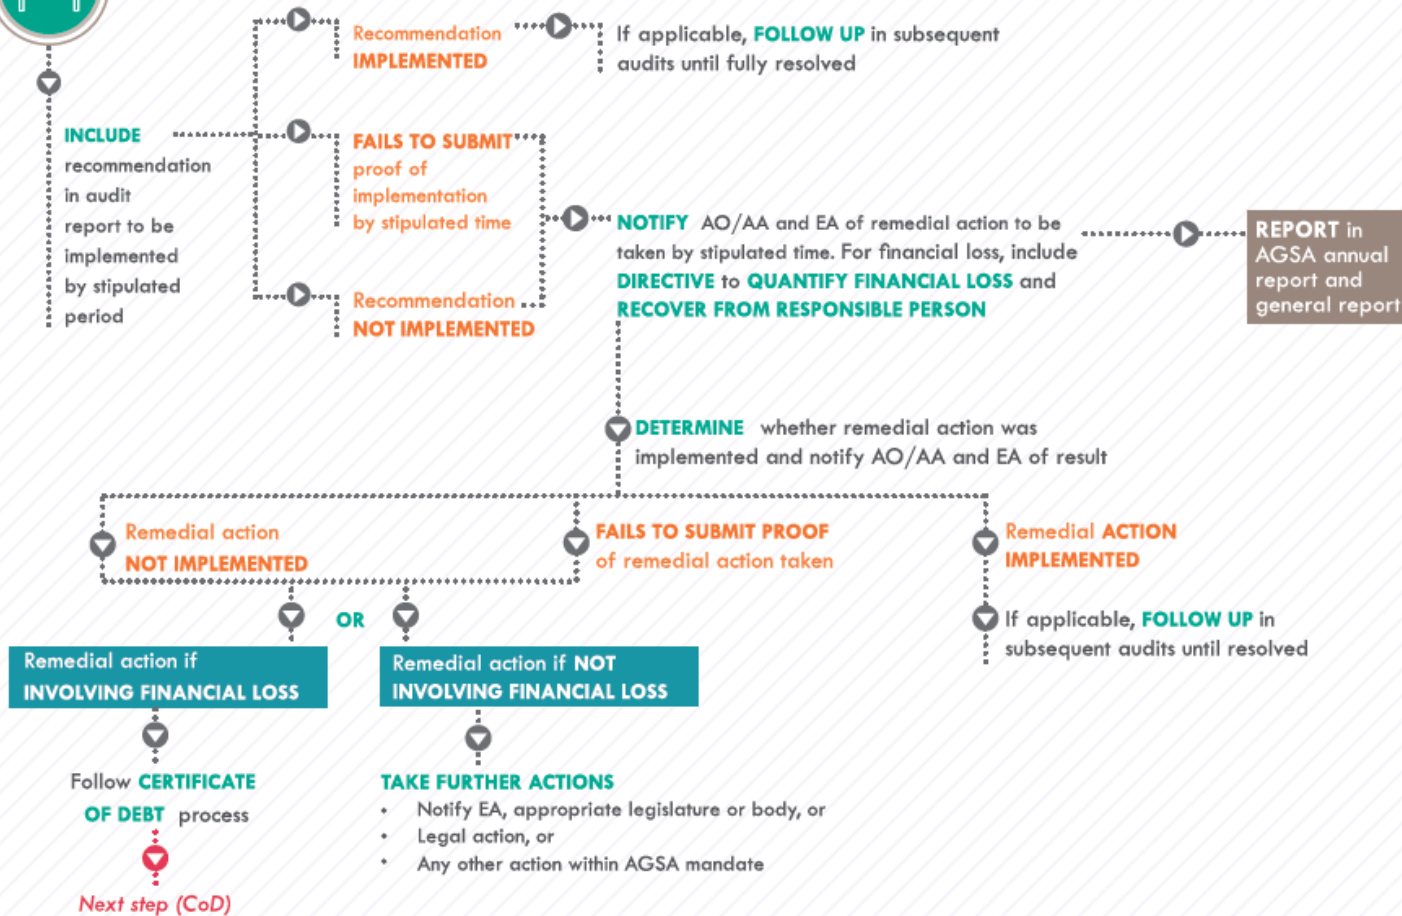 Recommendation
IMPLEMENTED
If applicable, FOLLOW UP in subsequent
audits until fully resolved
INCLUDE
recommendation
in audit
report to be
implemented
by stipulated
period
FAILS TO SUBMIT
proof of
implementation
by stipulated time
Recommendation
NOT IMPLEMENTED
NOTIFY AO/AA and EA of remedial action to be
taken by stipulated time. For financial loss, include
DIRECTIVE to QUANTIFY FINANCIAL LOSS and
RECOVER FROM RESPONSIBLE PERSON
REPORT in
AGSA annual
report and
general report
DETERMINE whether remedial action was
implemented and notify AO/AA and EA of result
Remedial action
NOT IMPLEMENTED
FAILS TO SUBMIT PROOF
of remedial action taken
Remedial ACTION
IMPLEMENTED
OR
If applicable, FOLLOW UP in
subsequent audits until resolved
Remedial action if
INVOLVING FINANCIAL LOSS
Remedial action if NOT
INVOLVING FINANCIAL LOSS
Follow CERTIFICATE
OF DEBT process
Next step (CoD)
TAKE FURTHER ACTIONS
• Notify EA, appropriate legislature or body, or
• Legal action, or
• Any other action within AGSA mandate